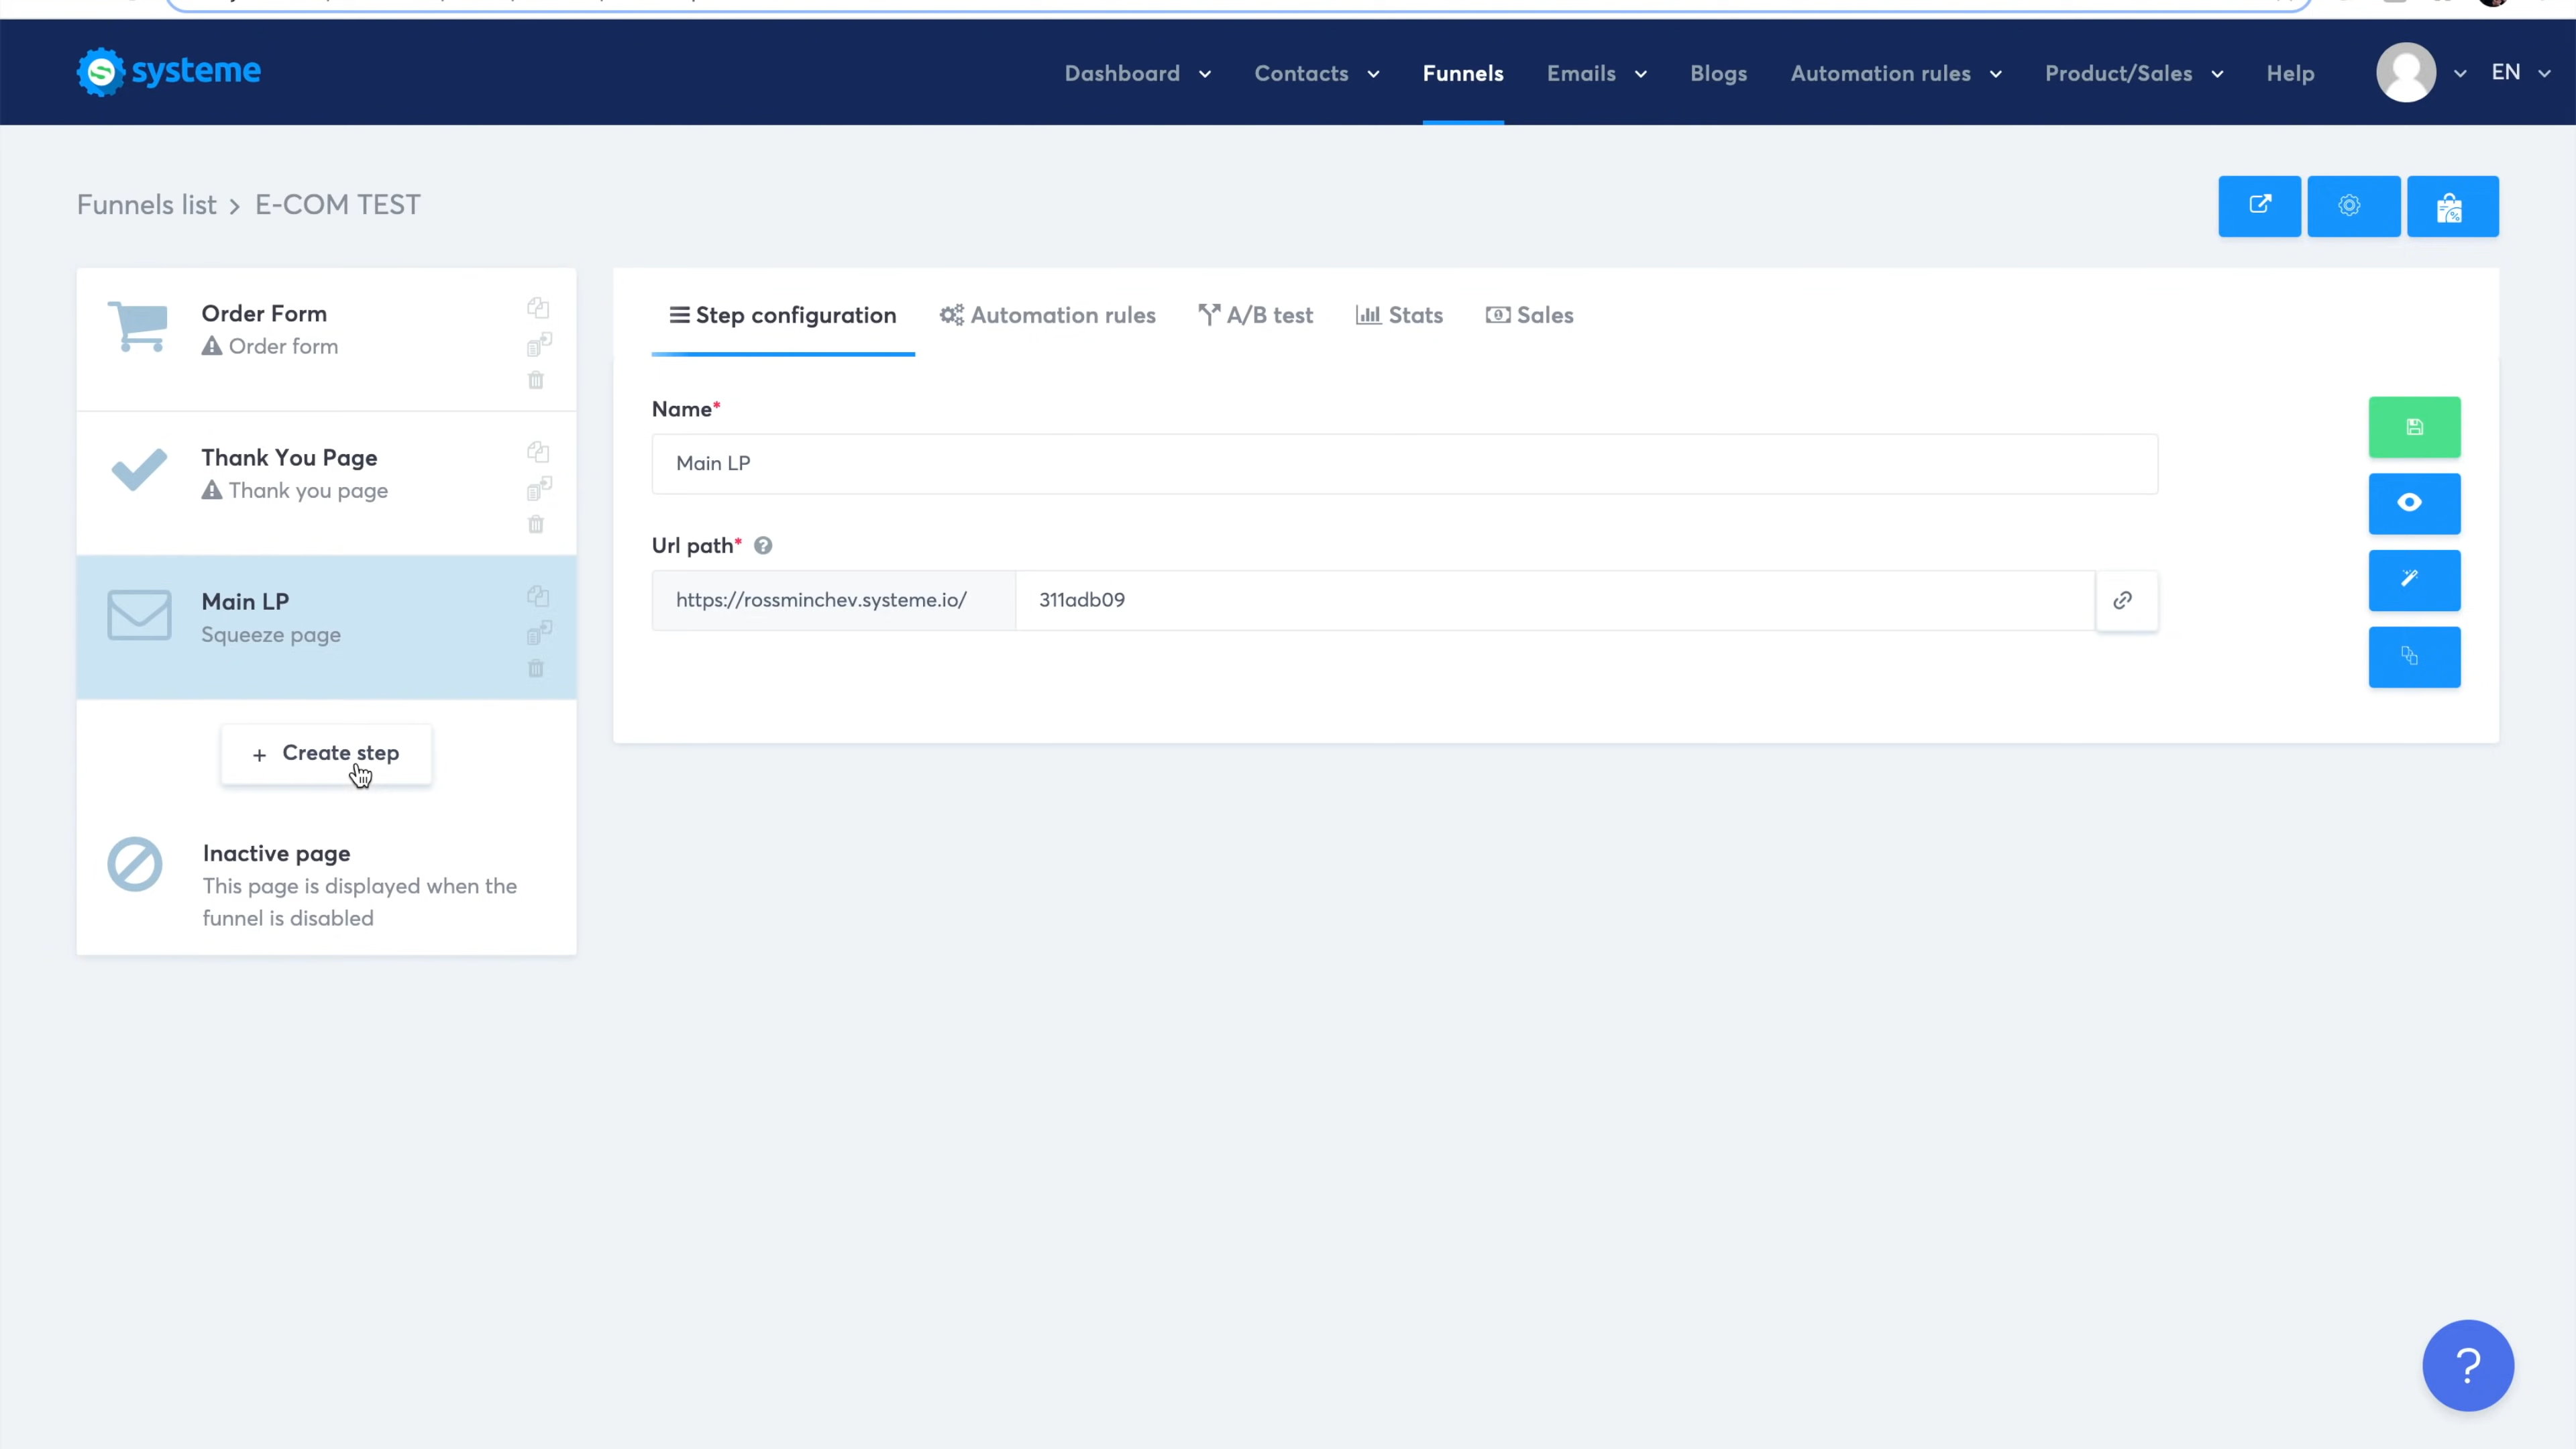 systeme
Dashboard
Contacts
Funnels
Emails
Blogs
Automation rules
Product/Sales
Help
EN
Funnels list > E-COM TEST
Order Form
Order form
Thank You Page
Thank you page
Main LP
Squeeze page
+ Create step
Inactive page
This page is displayed when the
funnel is disabled
Step configuration
Automation rules
A/B test
Stats
Sales
Name*
Main LP
Url path* ?
https://rossminchev.systeme.io/
311adb09
?